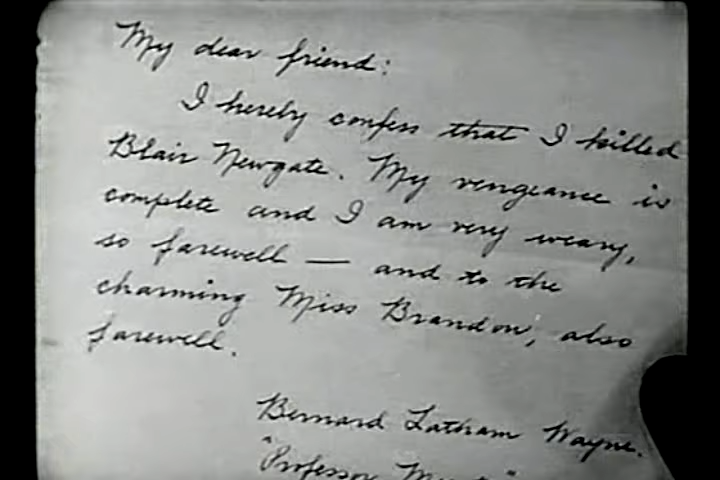 My dear friend:
I hereby confess that I killed
Blair Newgate. My vengeance is
complete and I am very weary,
so farewell — and to the
charming Miss Brandon, also
farewell.
Bernard Latham Wayne.
"Professor